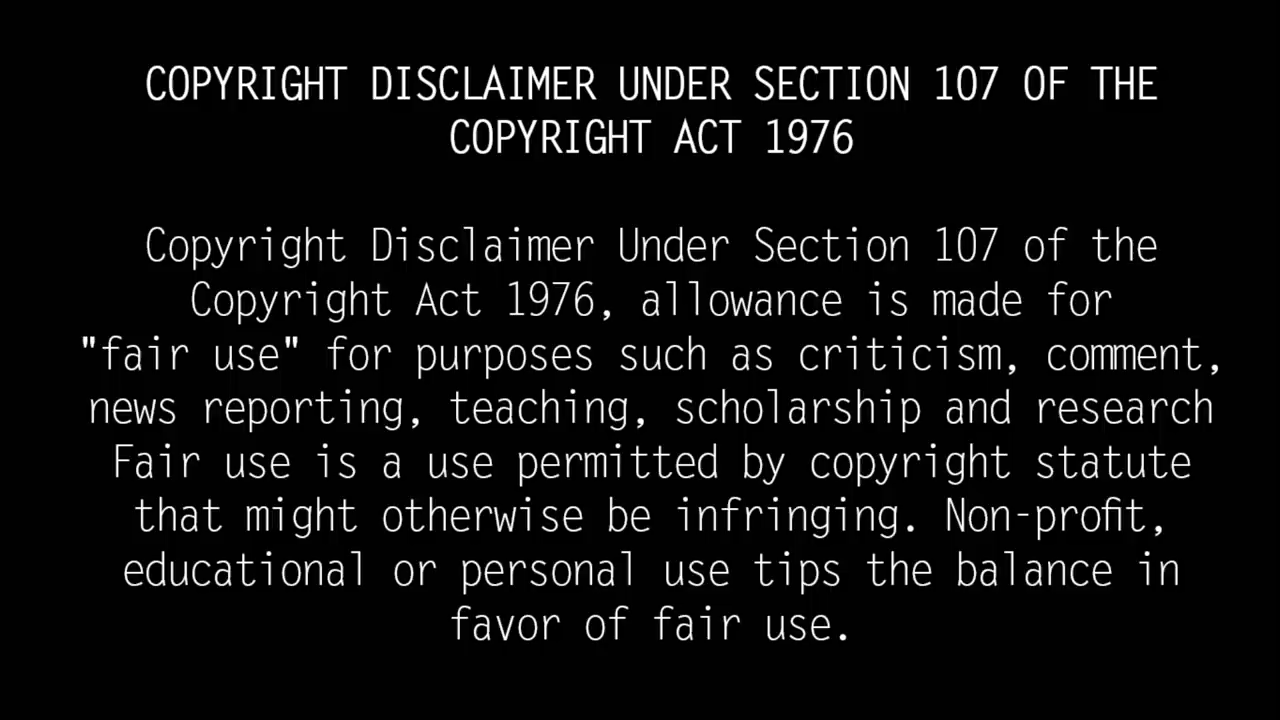 COPYRIGHT DISCLAIMER UNDER SECTION 107 OF THE
COPYRIGHT ACT 1976
Copyright Disclaimer Under Section 107 of the
Copyright Act 1976, allowance is made for
"fair use" for purposes such as criticism, comment,
news reporting, teaching, scholarship and research
Fair use is a use permitted by copyright statute
that might otherwise be infringing. Non-profit,
educational or personal use tips the balance in
favor of fair use.